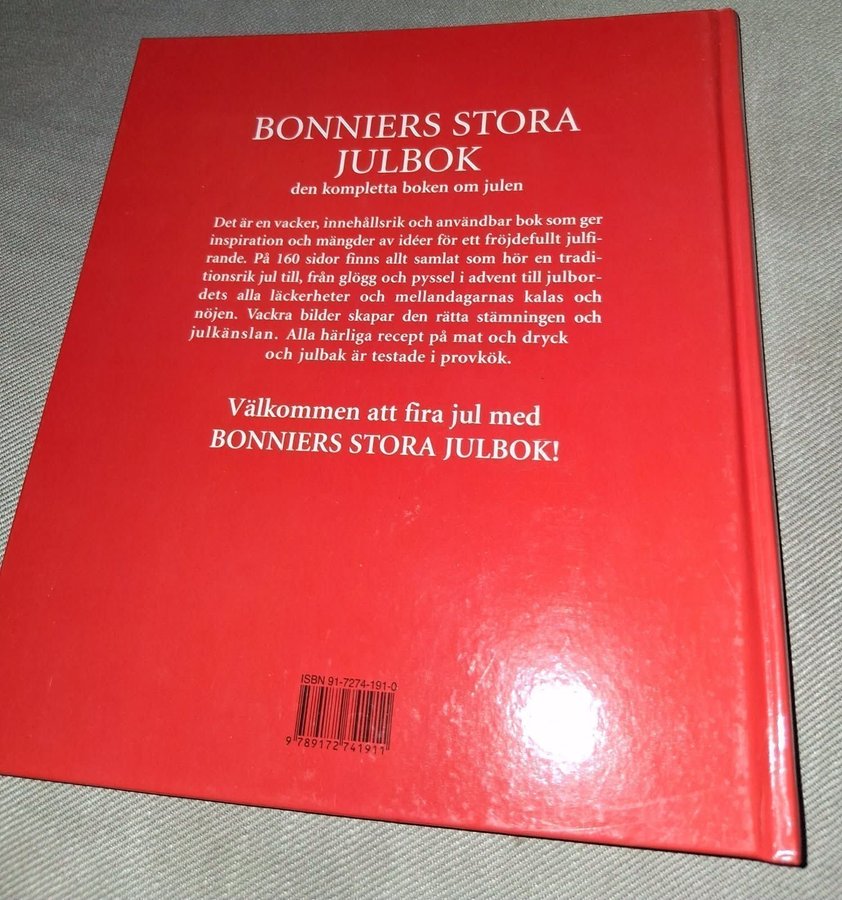 BONNIERS STORA
JULBOK
den kompletta boken om julen
Det är en vacker, innehållsrik och användbar bok som ger
inspiration och mängder av idéer för ett fröjdefullt julfi-
rande. På 160 sidor finns allt samlat som hör en tradi-
tionsrik jul till, från glögg och pyssel i advent till julbor-
dets alla läckerheter och mellandagarnas kalas och
nöjen. Vackra bilder skapar den rätta stämningen och
julkänslan. Alla härliga recept på mat och dryck
och julbak är testade i provkök.
Välkommen att fira jul med
BONNIERS STORA JULBOK!
ISBN 91-7274-191-0
9 789172 741911